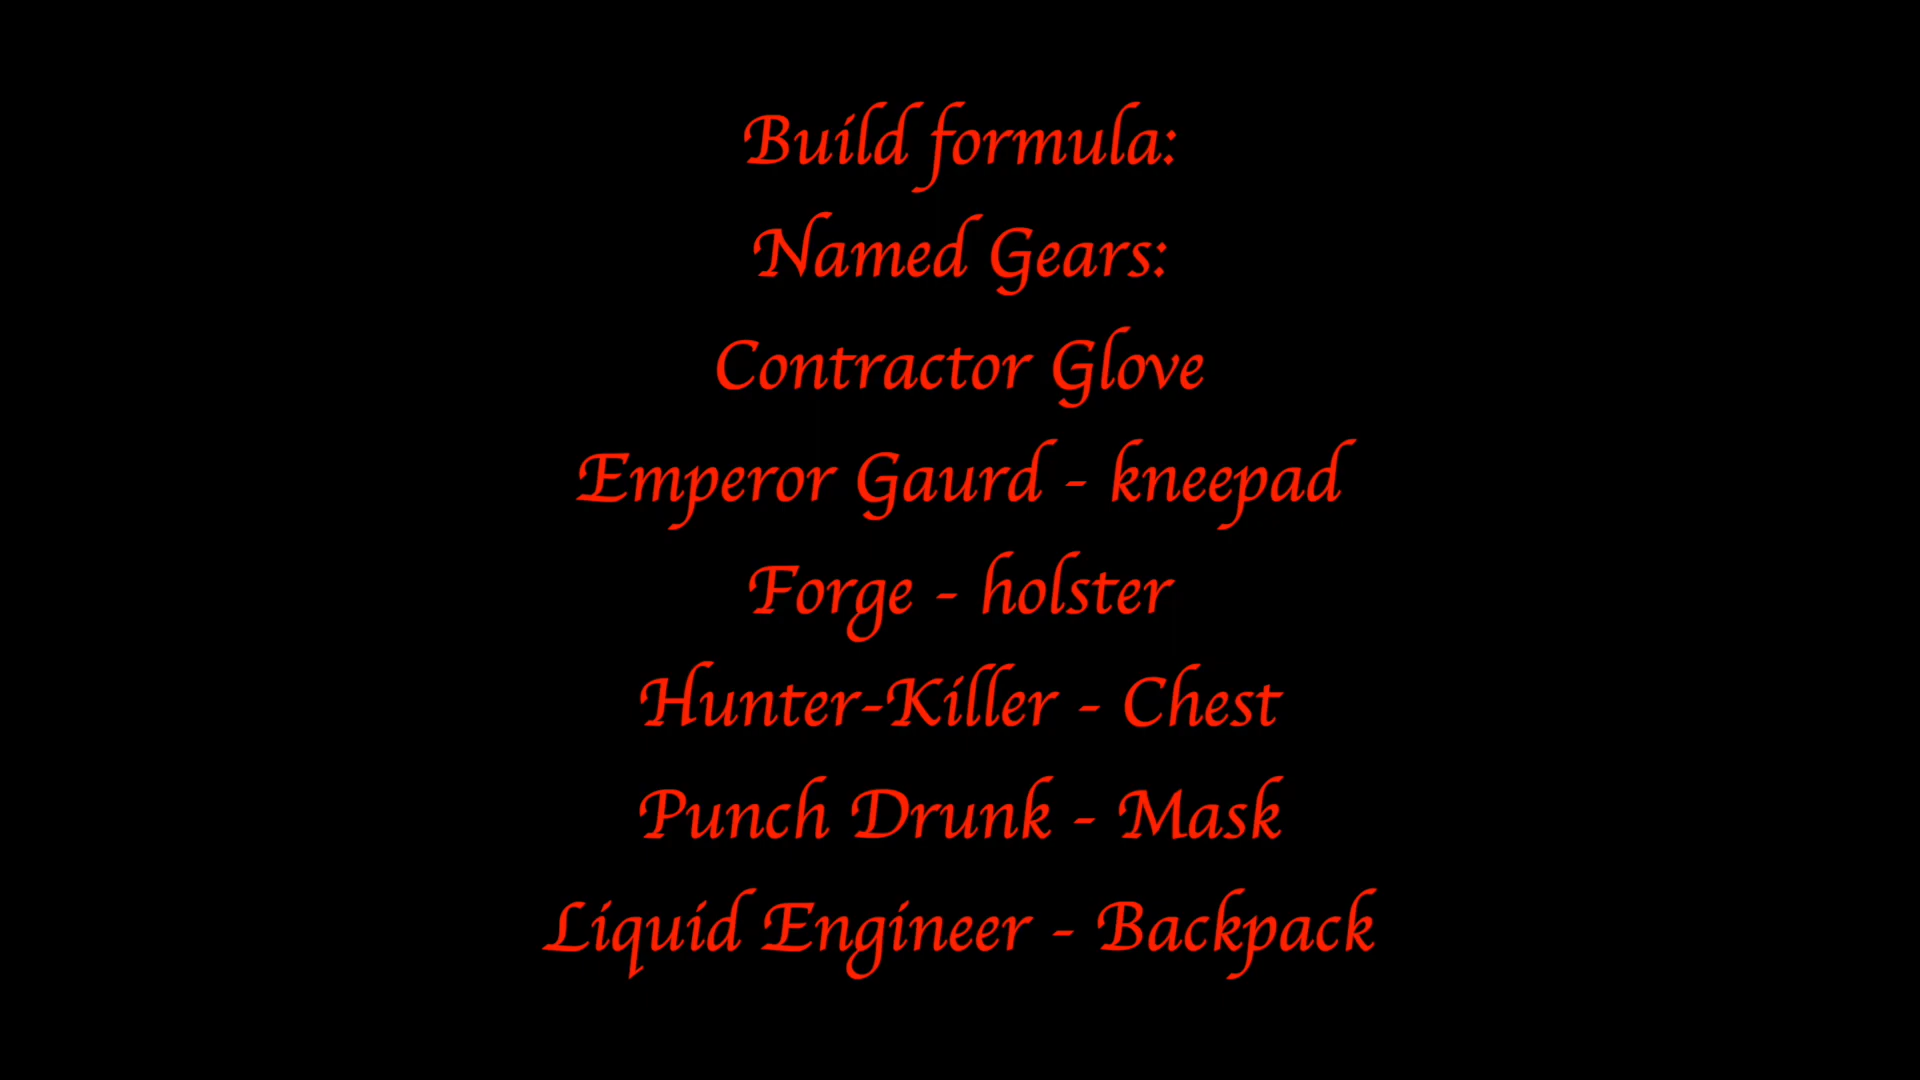 Build formula:
Named Gears:
Contractor Glove
Emperor Gaurd - kneepad
Forge - holster
Hunter-Killer - Chest
Punch Drunk - Mask
Liquid Engineer - Backpack